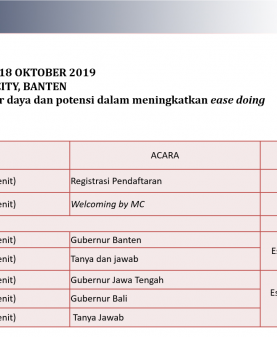 18 OKTOBER 2019
CITY, BANTEN
r daya dan potensi dalam meningkatkan ease doing
ACARA
enit) Registrasi Pendaftaran
enit) Welcoming by MC
enit) Gubernur Banten
enit) Tanya dan jawab
Es
enit) Gubernur Jawa Tengah
enit) Gubernur Bali
Es
enit) Tanya Jawab